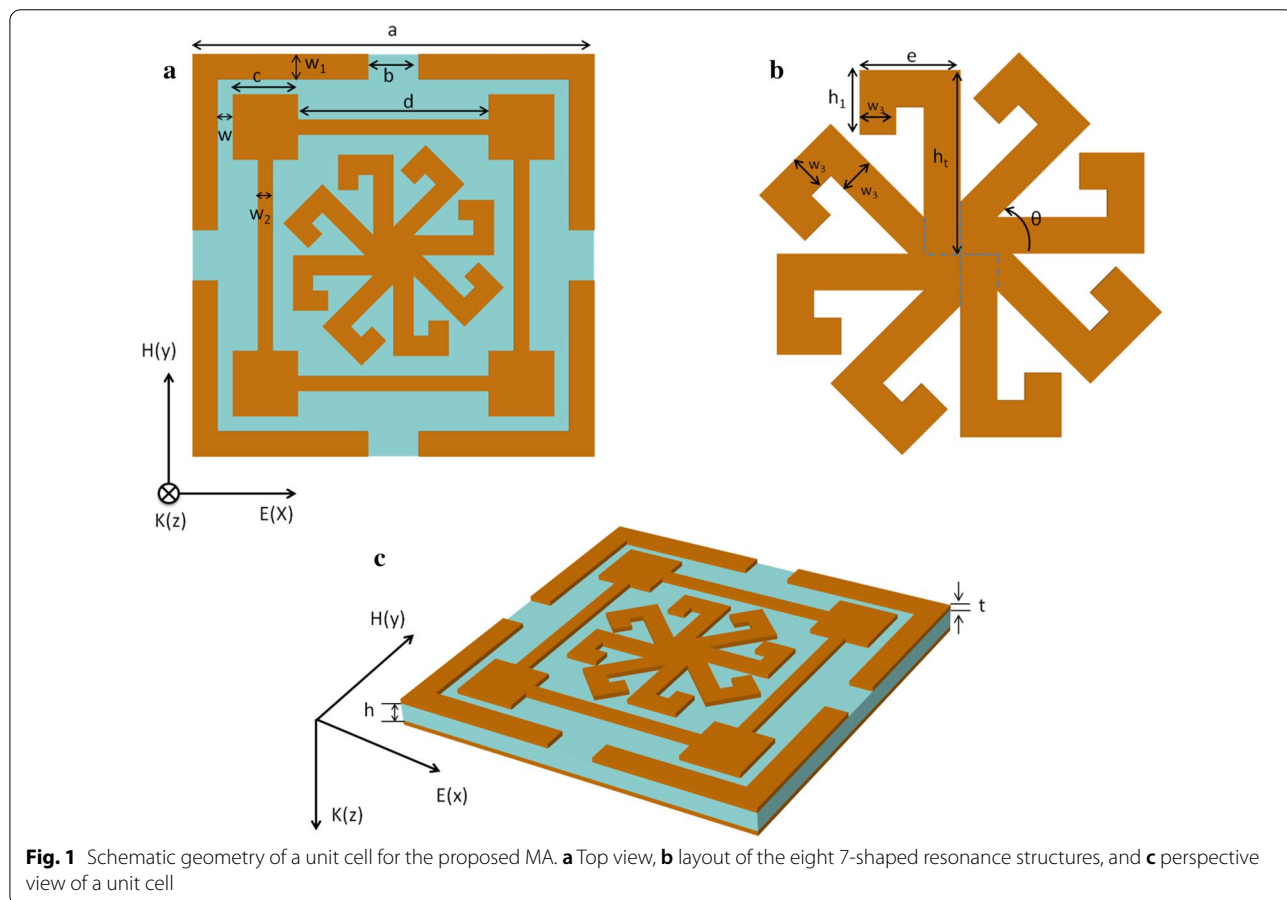 a
a
w₁
b
c
d
w
w₂
H(y)
K(z)
E(X)
b
e
h₁
w₃
hₜ
w₃
w₃
θ
c
H(y)
t
h
E(x)
K(z)
Fig. 1 Schematic geometry of a unit cell for the proposed MA. a Top view, b layout of the eight 7-shaped resonance structures, and c perspective
view of a unit cell